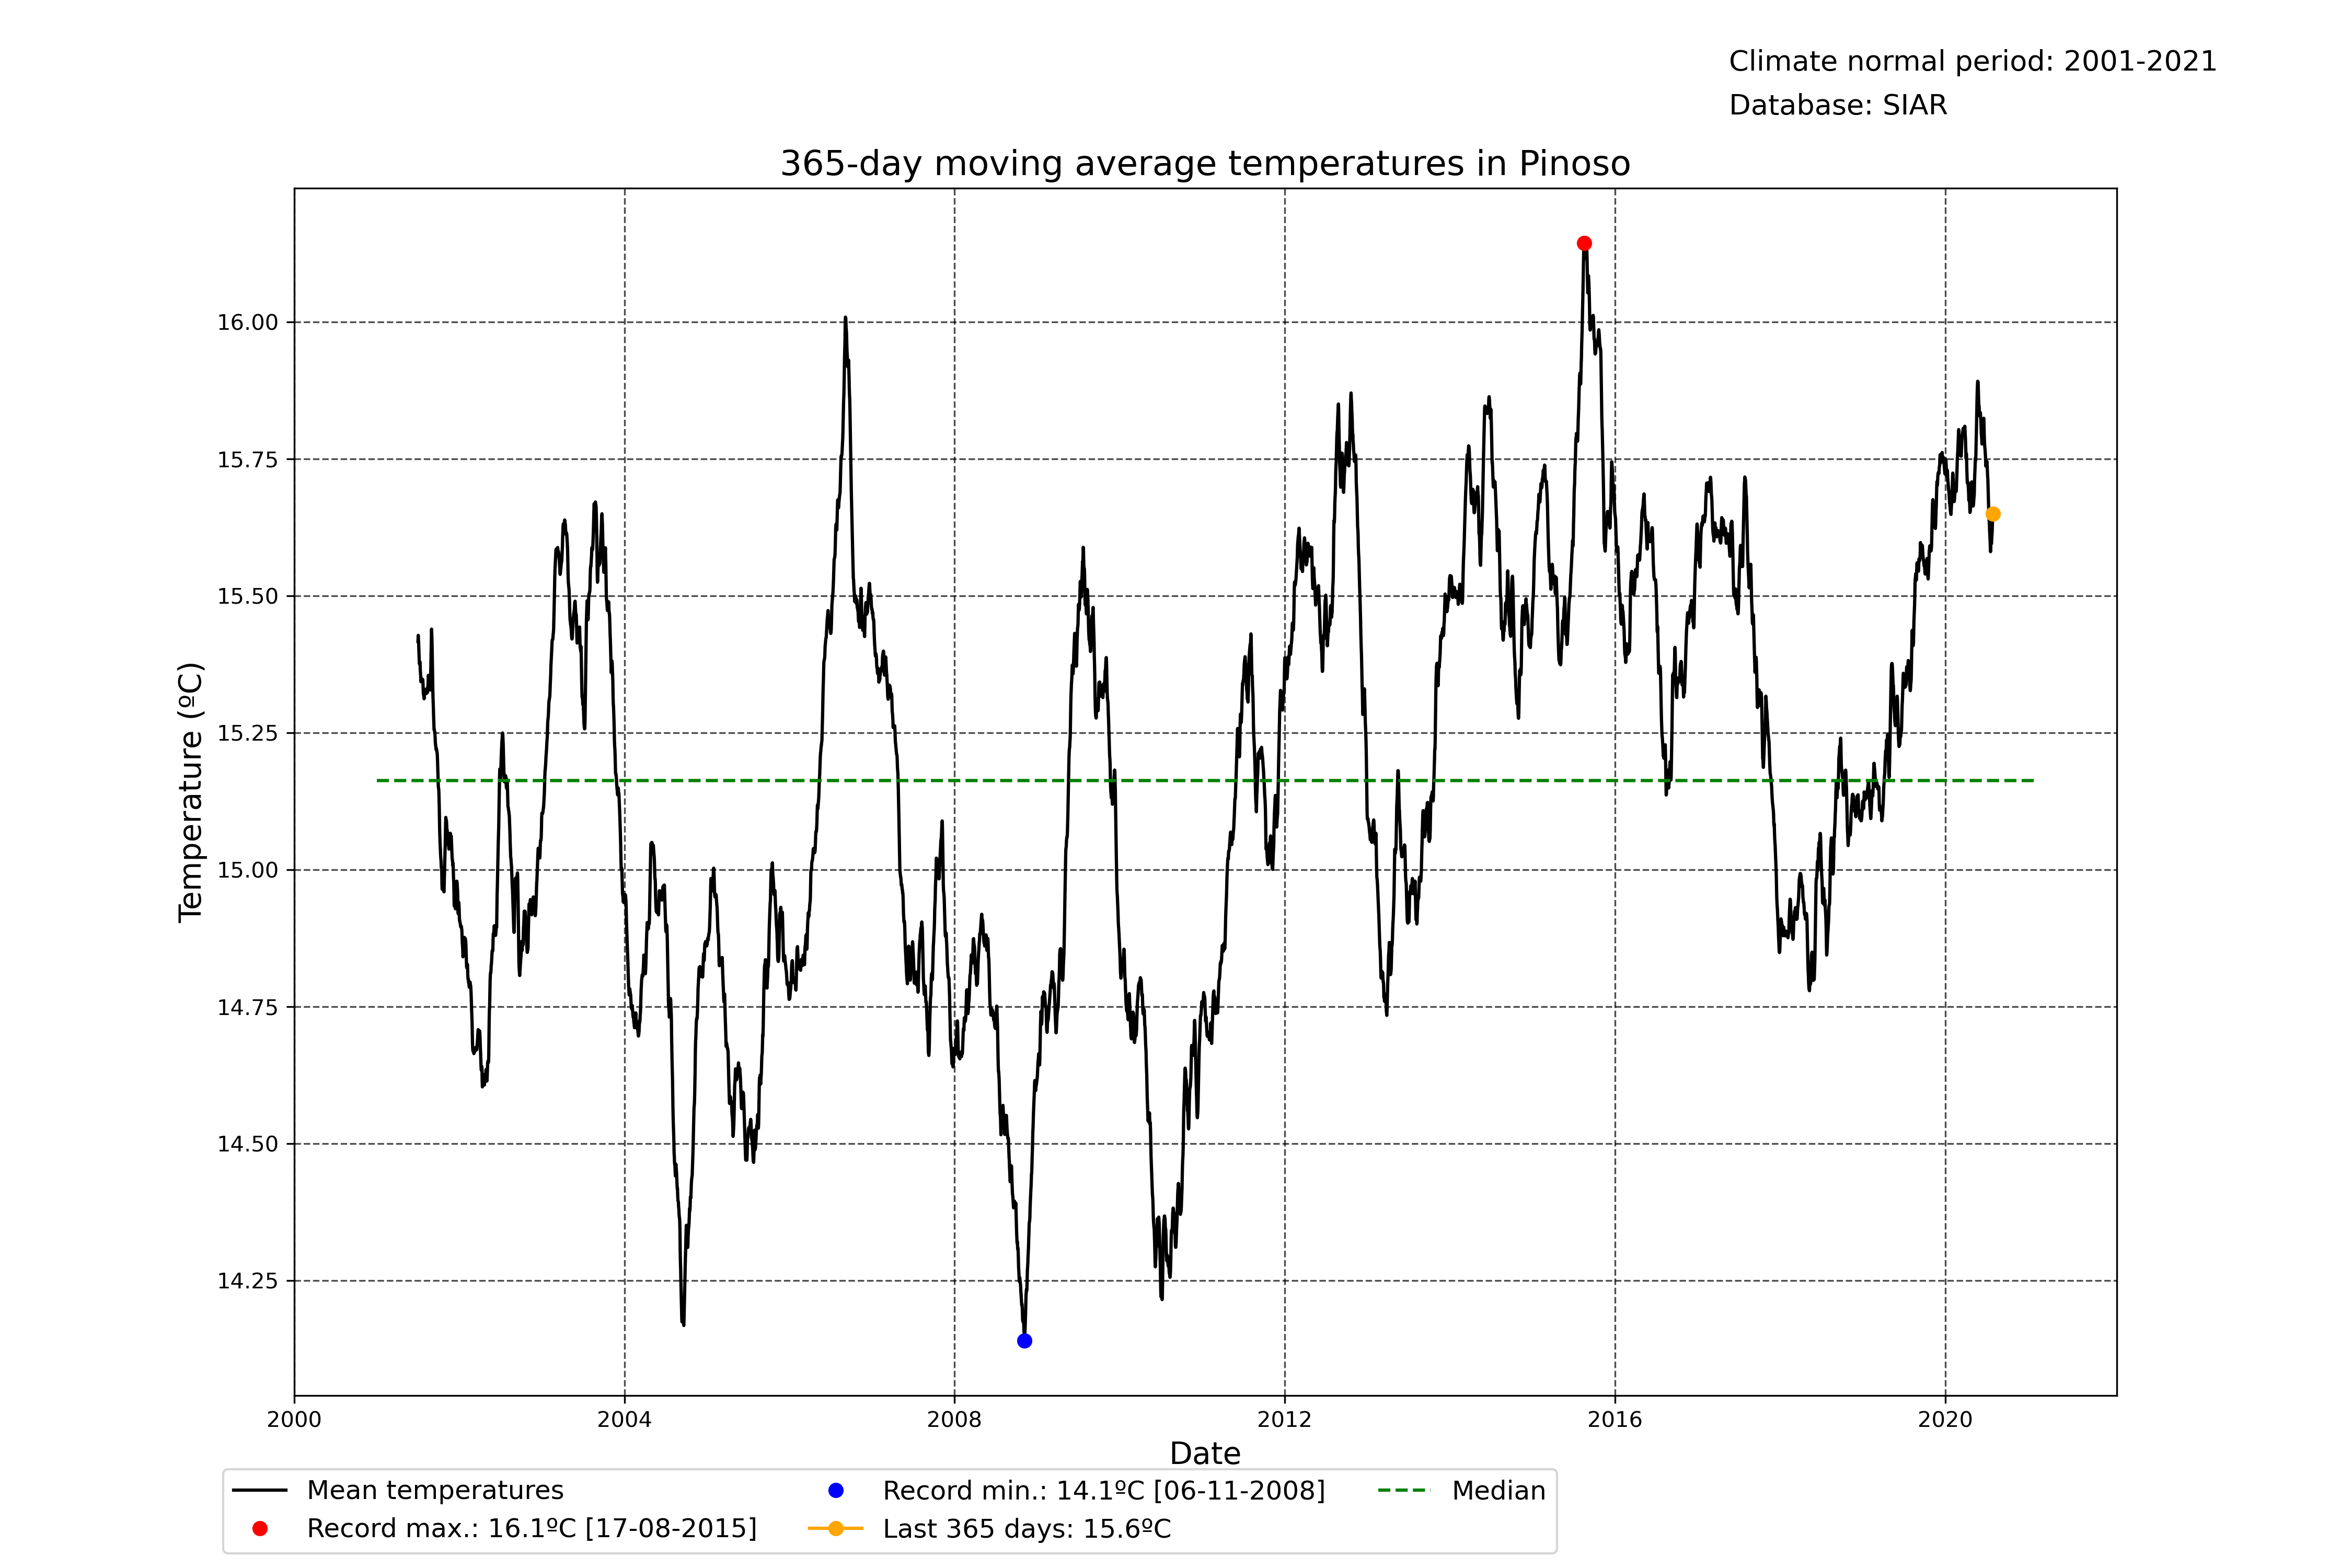 Climate normal period: 2001-2021
Database: SIAR
365-day moving average temperatures in Pinoso
Temperature (ºC)
16.00
15.75
15.50
15.25
15.00
14.75
14.50
14.25
2000 2004 2008 2012 2016 2020
Date
Mean temperatures
Record max.: 16.1ºC [17-08-2015]
Record min.: 14.1ºC [06-11-2008]
Last 365 days: 15.6ºC
Median